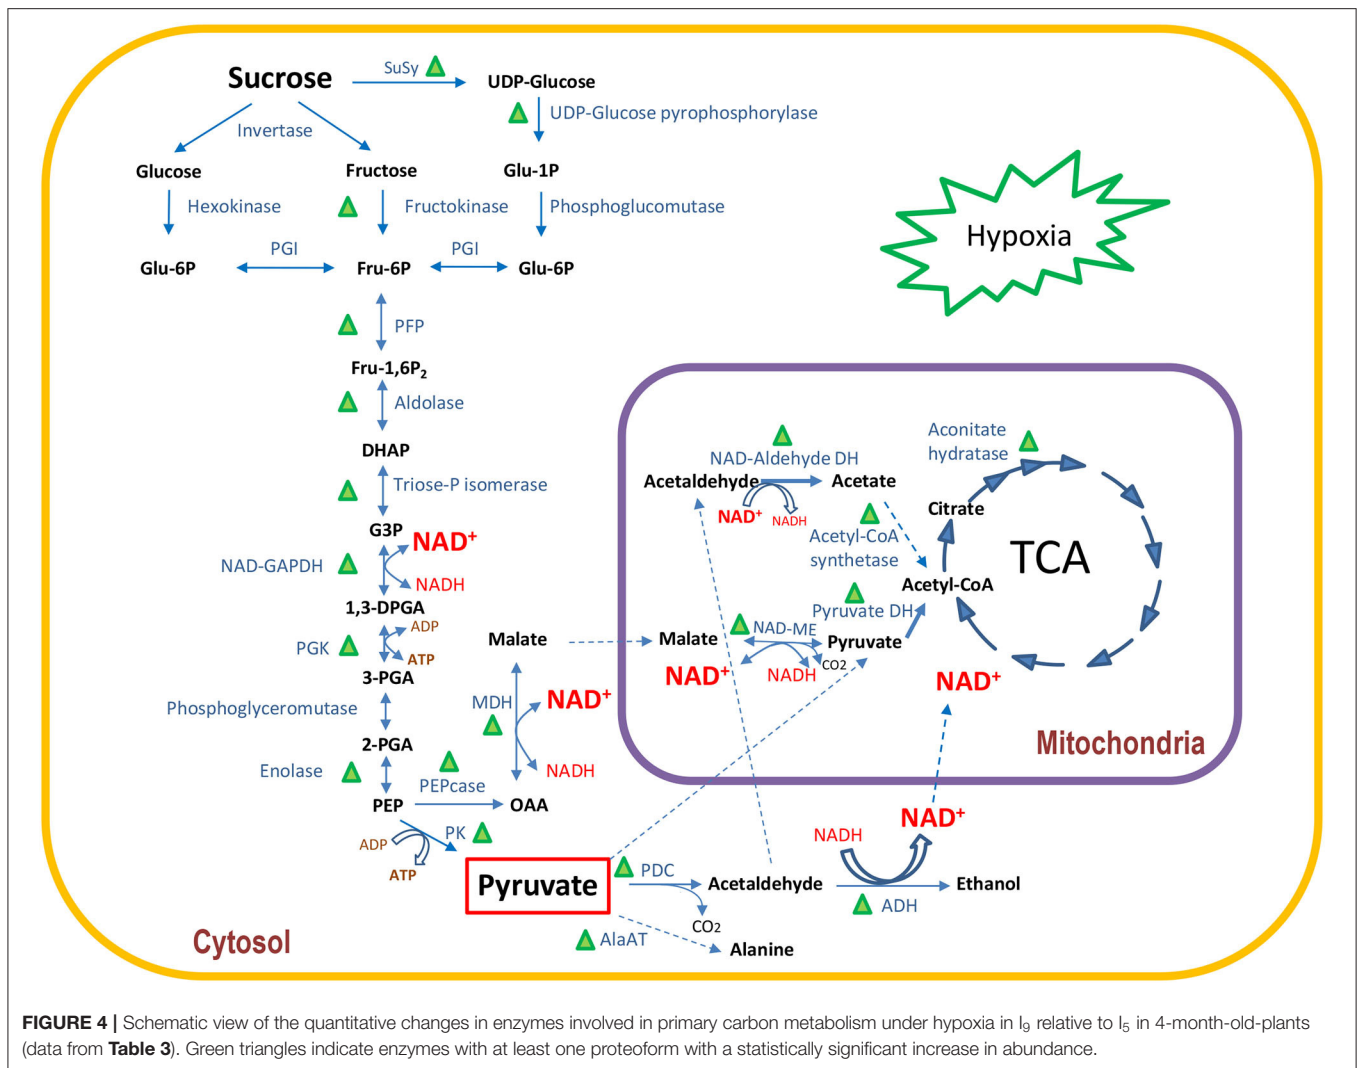 Sucrose
SuSy
UDP-Glucose
Invertase
UDP-Glucose pyrophosphorylase
Glucose
Fructose
Glu-1P
Hexokinase
Fructokinase
Phosphoglucomutase
Hypoxia
PGI
PGI
Glu-6P
Fru-6P
Glu-6P
PFP
Fru-1,6P₂
Aldolase
DHAP
Triose-P isomerase
G3P
NAD⁺
NAD-GAPDH
NADH
1,3-DPGA
ADP
PGK
ATP
3-PGA
Phosphoglyceromutase
2-PGA
Enolase
PEP
PEPcase
OAA
MDH
NAD⁺
NADH
Malate
ADP
PK
ATP
Pyruvate
PDC
CO2
Acetaldehyde
NADH
NAD⁺
ADH
Ethanol
AlaAT
Alanine
Cytosol
NAD-Aldehyde DH
Acetaldehyde
Acetate
NAD⁺
NADH
Acetyl-CoA
synthetase
Aconitate
hydratase
Citrate
TCA
Acetyl-CoA
Pyruvate DH
Malate
NAD-ME
Pyruvate
NAD⁺
NADH
CO2
NAD⁺
Mitochondria
FIGURE 4 | Schematic view of the quantitative changes in enzymes involved in primary carbon metabolism under hypoxia in I₉ relative to I₅ in 4-month-old-plants
(data from Table 3). Green triangles indicate enzymes with at least one proteoform with a statistically significant increase in abundance.